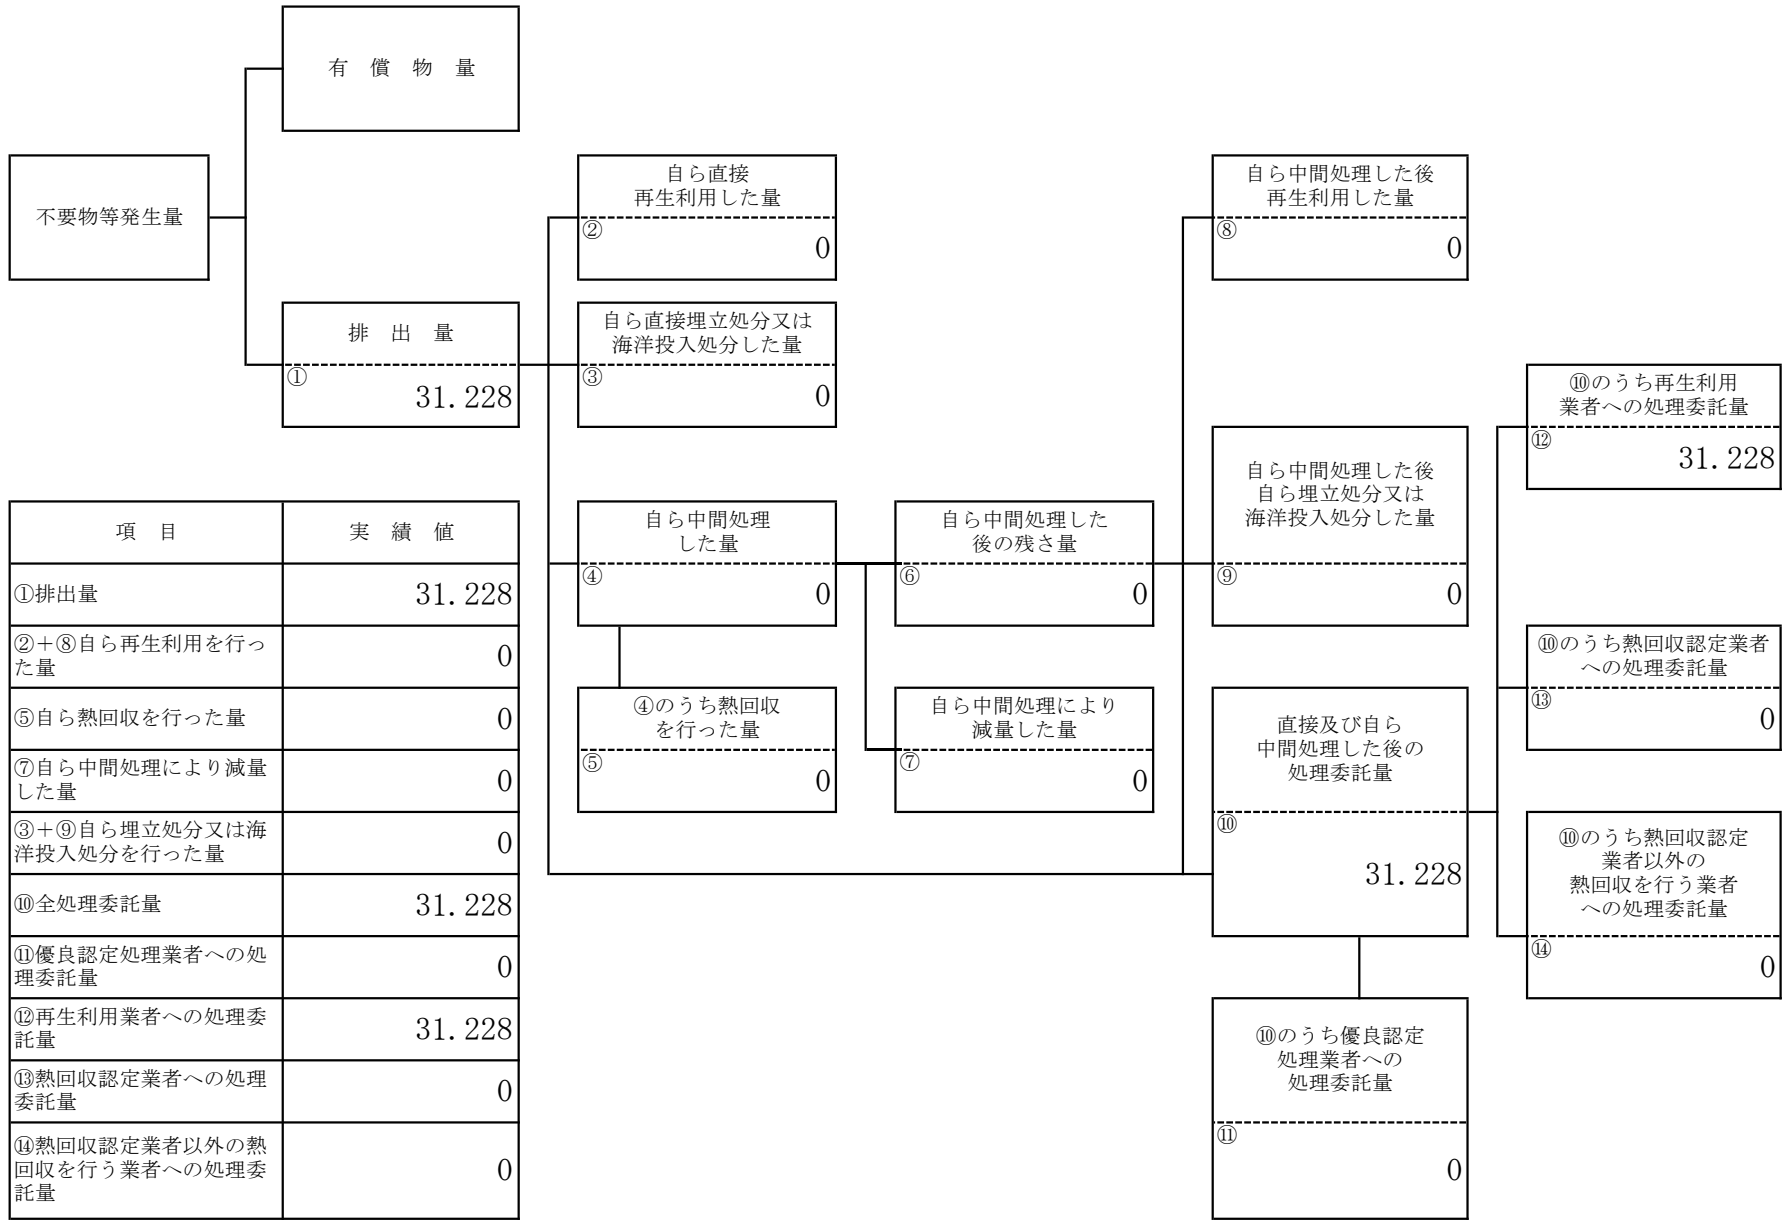 有 償 物 量
不要物等発生量
自ら直接
再生利用した量
②
0
自ら中間処理した後
再生利用した量
⑧
0
排 出 量
①
31.228
自ら直接埋立処分又は
海洋投入処分した量
③
0
⑩のうち再生利用
業者への処理委託量
⑫
31.228
自ら中間処理した後
自ら埋立処分又は
海洋投入処分した量
⑨
0
自ら中間処理
した量
④
0
自ら中間処理した
後の残さ量
⑥
0
④のうち熱回収
を行った量
⑤
0
自ら中間処理により
減量した量
⑦
0
直接及び自ら
中間処理した後の
処理委託量
⑩
31.228
⑩のうち熱回収認定業者
への処理委託量
⑬
0
⑩のうち熱回収認定
業者以外の
熱回収を行う業者
への処理委託量
⑭
0
⑩のうち優良認定
処理業者への
処理委託量
⑪
0
項 目 実 績 値
①排出量 31.228
②＋⑧自ら再生利用を行っ
た量 0
⑤自ら熱回収を行った量 0
⑦自ら中間処理により減量
した量 0
③＋⑨自ら埋立処分又は海
洋投入処分を行った量 0
⑩全処理委託量 31.228
⑪優良認定処理業者への処
理委託量 0
⑫再生利用業者への処理委
託量 31.228
⑬熱回収認定業者への処理
委託量 0
⑭熱回収認定業者以外の熱
回収を行う業者への処理委
託量 0